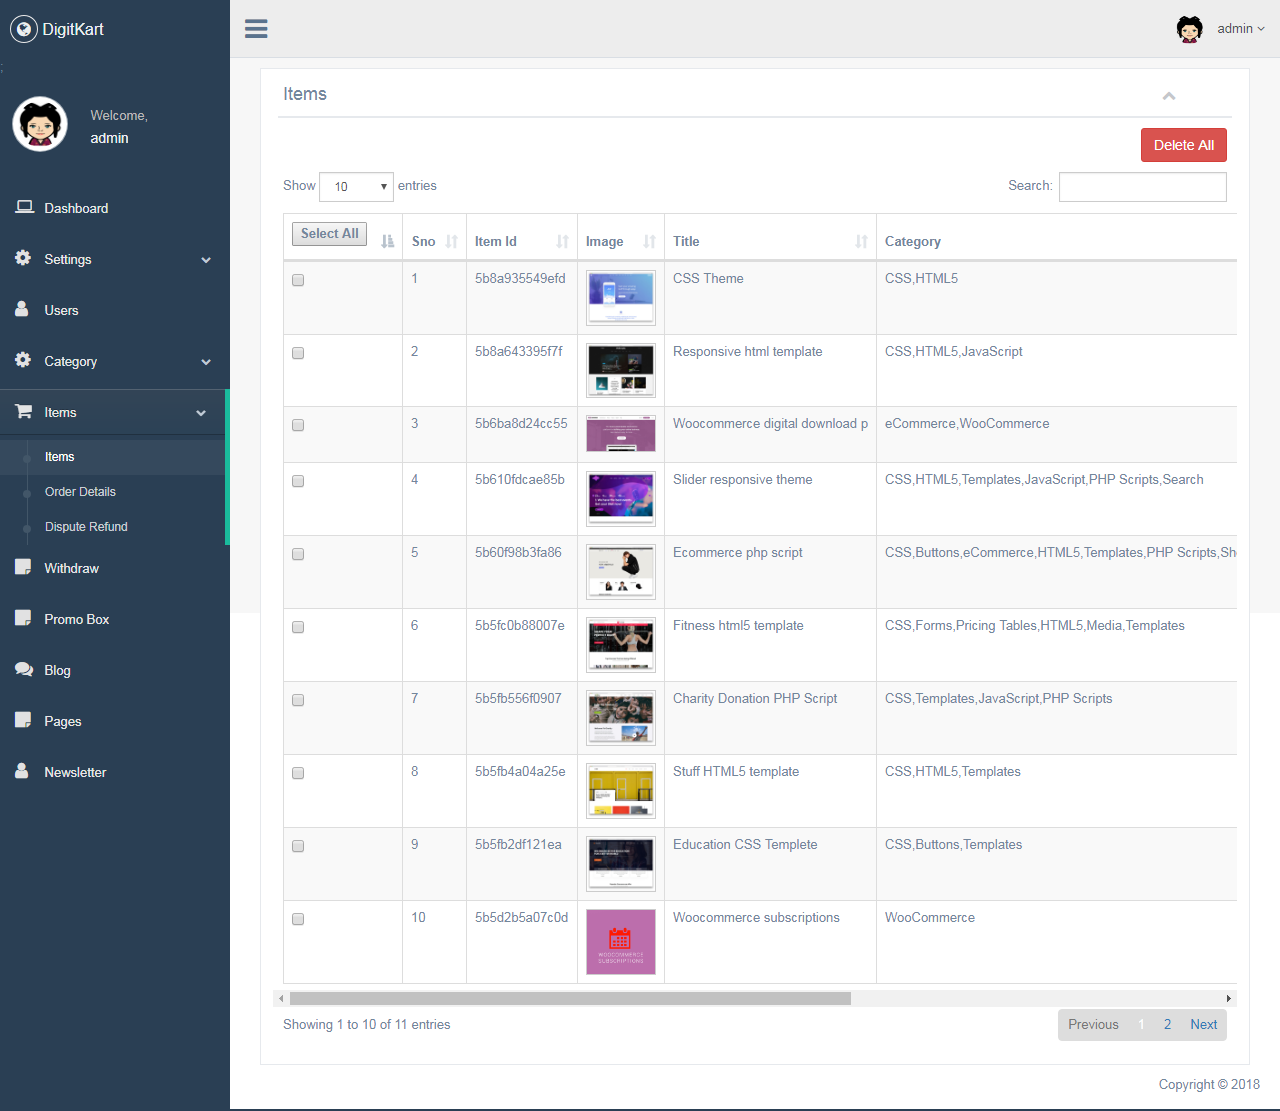 DigitKart
admin
;
Welcome,
admin
Dashboard
Settings
Users
Category
Items
Items
Order Details
Dispute Refund
Withdraw
Promo Box
Blog
Pages
Newsletter
Items
Delete All
Show 10 entries
Search:
Select All Sno Item Id Image Title Category
1 5b8a935549efd CSS Theme CSS,HTML5
2 5b8a643395f7f Responsive html template CSS,HTML5,JavaScript
3 5b6ba8d24cc55 Woocommerce digital download p eCommerce,WooCommerce
4 5b610fdcae85b Slider responsive theme CSS,HTML5,Templates,JavaScript,PHP Scripts,Search
5 5b60f98b3fa86 Ecommerce php script CSS,Buttons,eCommerce,HTML5,Templates,PHP Scripts,Sh
6 5b5fc0b88007e Fitness html5 template CSS,Forms,Pricing Tables,HTML5,Media,Templates
7 5b5fb556f0907 Charity Donation PHP Script CSS,Templates,JavaScript,PHP Scripts
8 5b5fb4a04a25e Stuff HTML5 template CSS,HTML5,Templates
9 5b5fb2df121ea Education CSS Templete CSS,Buttons,Templates
10 5b5d2b5a07c0d Woocommerce subscriptions WooCommerce
WOOCOMMERCE
SUBSCRIPTIONS
Showing 1 to 10 of 11 entries
Previous 1 2 Next
Copyright © 2018